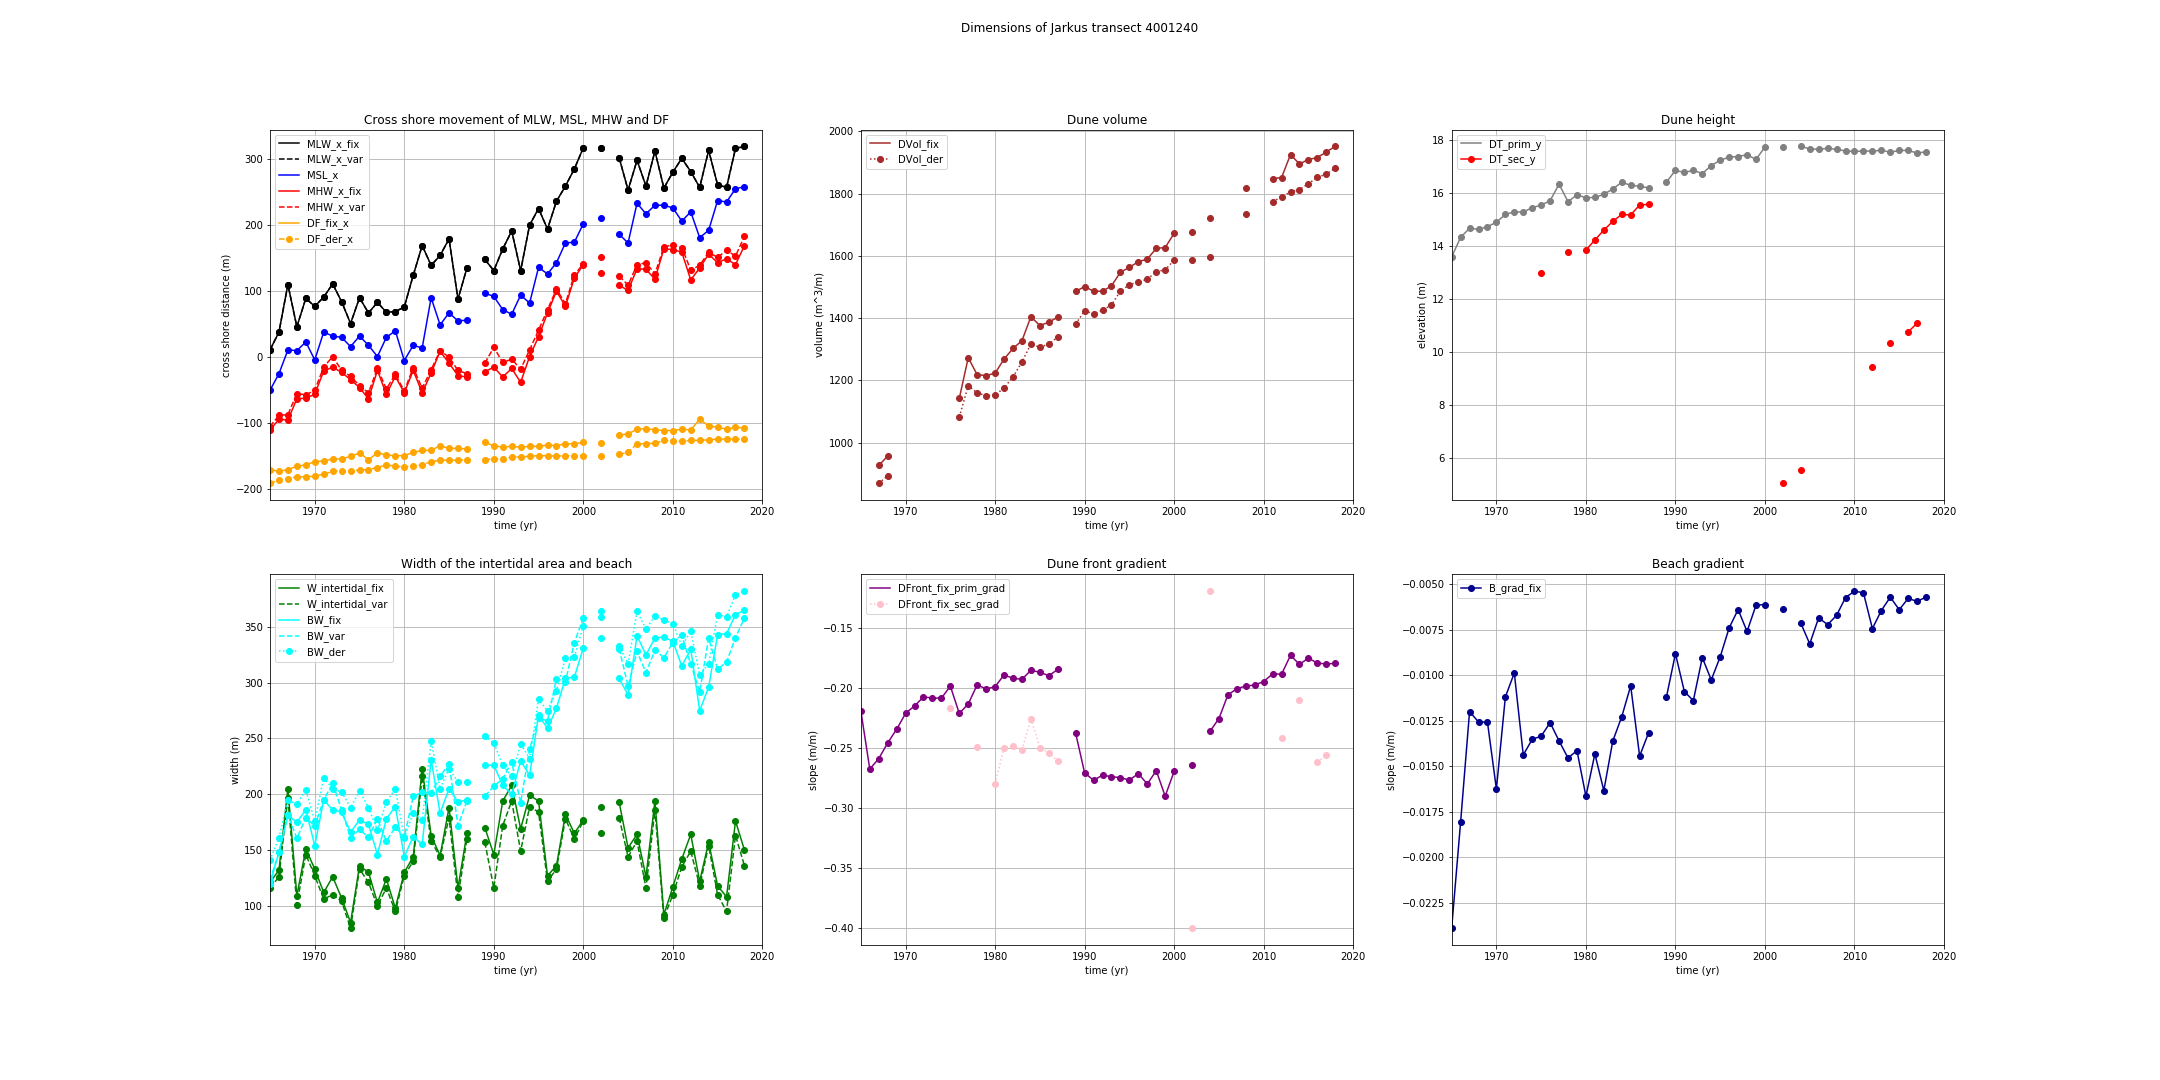 Dimensions of Jarkus transect 4001240
Cross shore movement of MLW, MSL, MHW and DF
cross shore distance (m)
300
200
100
0
−100
−200
MLW_x_fix
MLW_x_var
MSL_x
MHW_x_fix
MHW_x_var
DF_fix_x
DF_der_x
1970 1980 1990 2000 2010 2020
time (yr)
Dune volume
volume (m^3/m)
2000
1800
1600
1400
1200
1000
DVol_fix
DVol_der
1970 1980 1990 2000 2010 2020
time (yr)
Dune height
elevation (m)
18
16
14
12
10
8
6
DT_prim_y
DT_sec_y
1970 1980 1990 2000 2010 2020
time (yr)
Width of the intertidal area and beach
width (m)
350
300
250
200
150
100
W_intertidal_fix
W_intertidal_var
BW_fix
BW_var
BW_der
1970 1980 1990 2000 2010 2020
time (yr)
Dune front gradient
slope (m/m)
−0.15
−0.20
−0.25
−0.30
−0.35
−0.40
DFront_fix_prim_grad
DFront_fix_sec_grad
1970 1980 1990 2000 2010 2020
time (yr)
Beach gradient
slope (m/m)
−0.0050
−0.0075
−0.0100
−0.0125
−0.0150
−0.0175
−0.0200
−0.0225
B_grad_fix
1970 1980 1990 2000 2010 2020
time (yr)